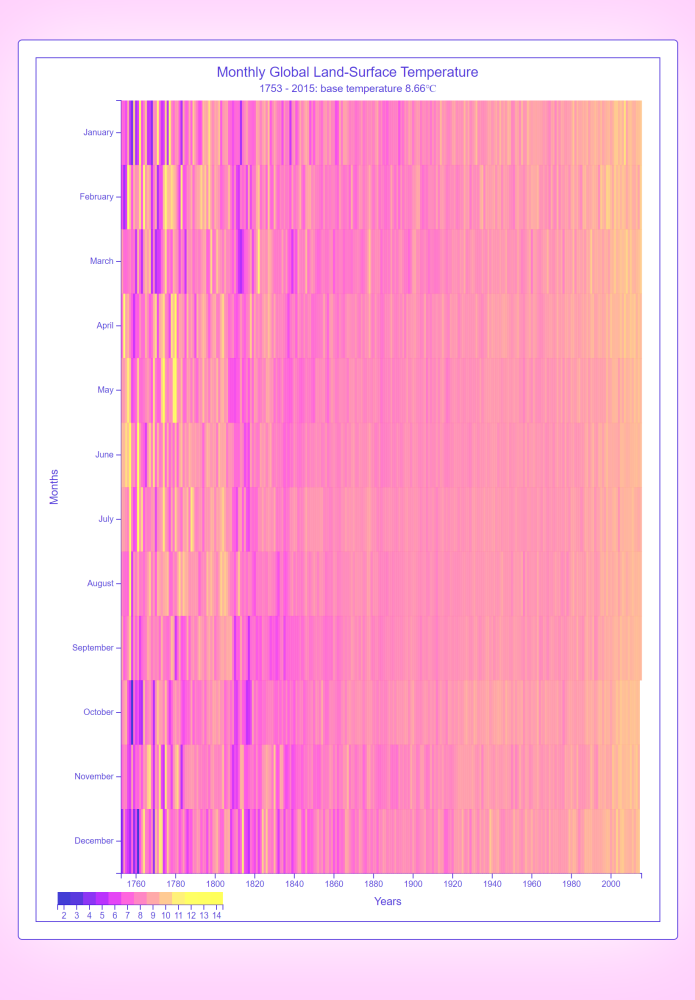 Monthly Global Land-Surface Temperature
1753 - 2015: base temperature 8.66℃
January
February
March
April
May
June
July
August
September
October
November
December
Months
1760 1780 1800 1820 1840 1860 1880 1900 1920 1940 1960 1980 2000
Years
2 3 4 5 6 7 8 9 10 11 12 13 14